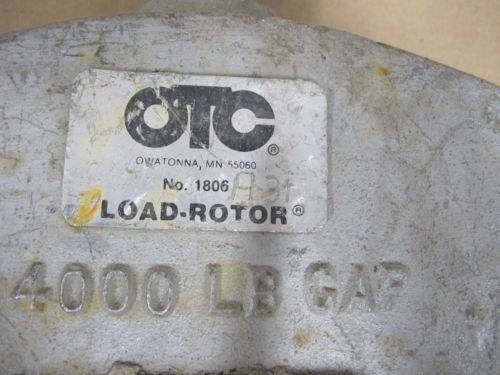 OTC®
OWATONNA, MN 55060
No. 1806
LOAD-ROTOR®
4000 LB CAP